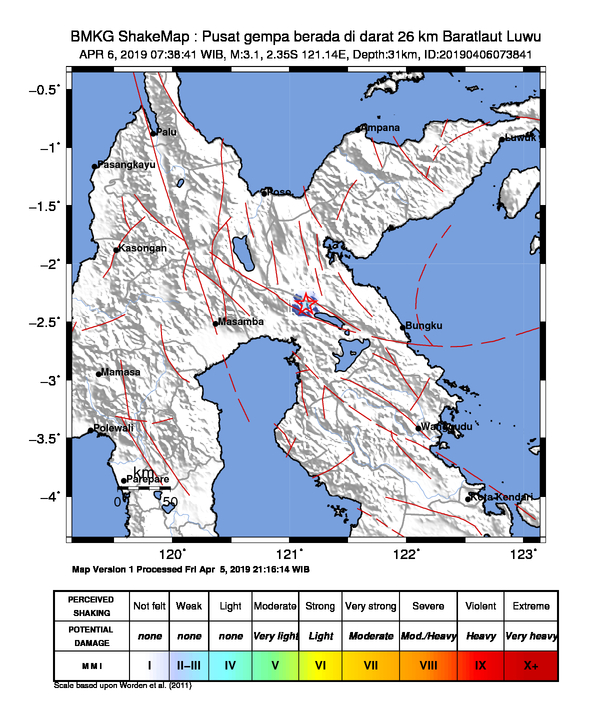 BMKG ShakeMap : Pusat gempa berada di darat 26 km Baratlaut Luwu
APR 6, 2019 07:38:41 WIB, M:3.1, 2.35S 121.14E, Depth:31km, ID:20190406073841
−0.5°
Ampana
Palu
Luwuk
−1°
Pasangkayu
Poso
−1.5°
Kasongan
−2°
−2.5°
Masamba
Bungku
−3°
Mamasa
Wanggudu
−3.5°
Polewali
km
Parepare
0 50
−4°
Kota Kendari
120° 121° 122° 123°
Map Version 1 Processed Fri Apr 5, 2019 21:16:14 WIB
PERCEIVED SHAKING Not felt Weak Light Moderate Strong Very strong Severe Violent Extreme
POTENTIAL DAMAGE none none none Very light Light Moderate Mod./Heavy Heavy Very heavy
MMI I II–III IV V VI VII VIII IX X+
Scale based upon Worden et al. (2011)